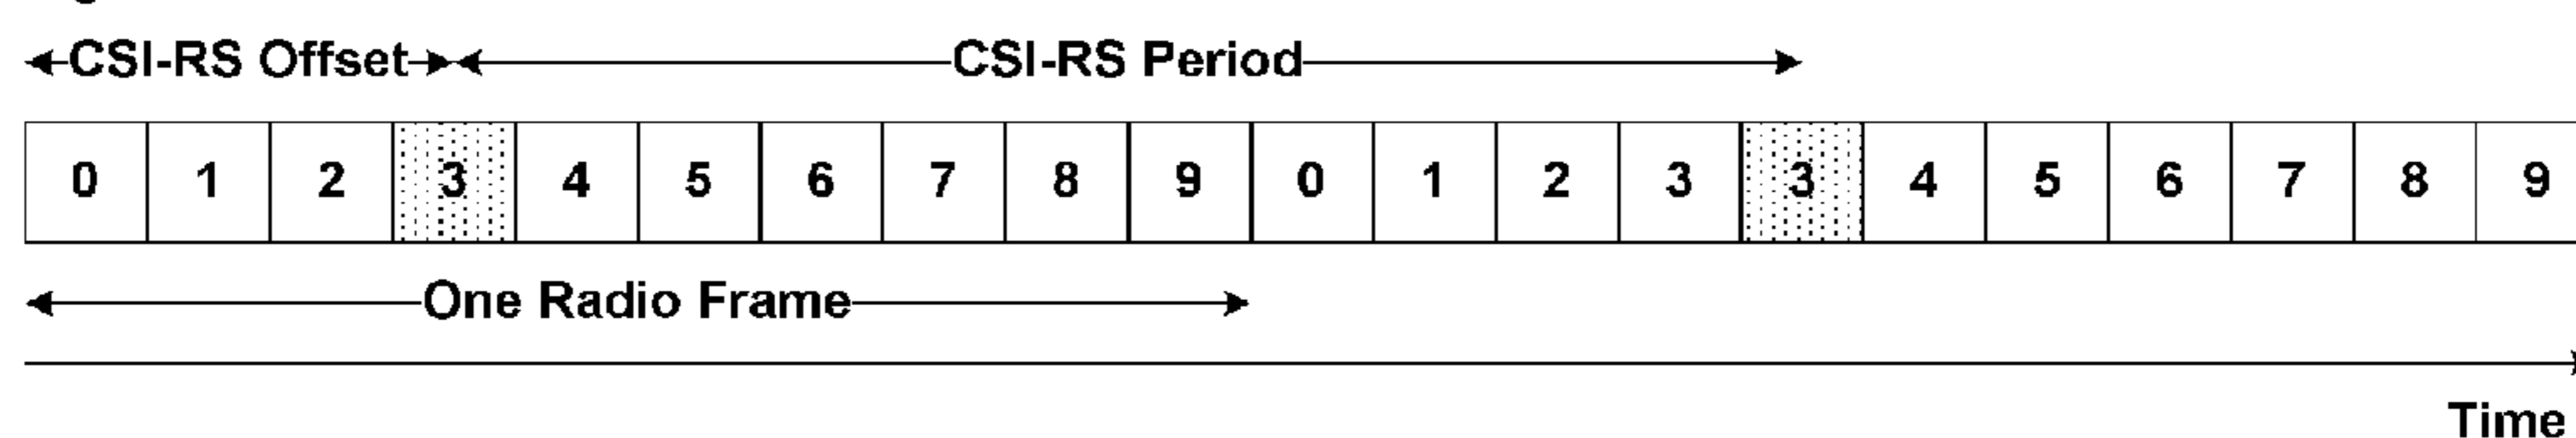 CSI-RS Offset CSI-RS Period
0 1 2 3 4 5 6 7 8 9 0 1 2 3 3 4 5 6 7 8 9
One Radio Frame
Time